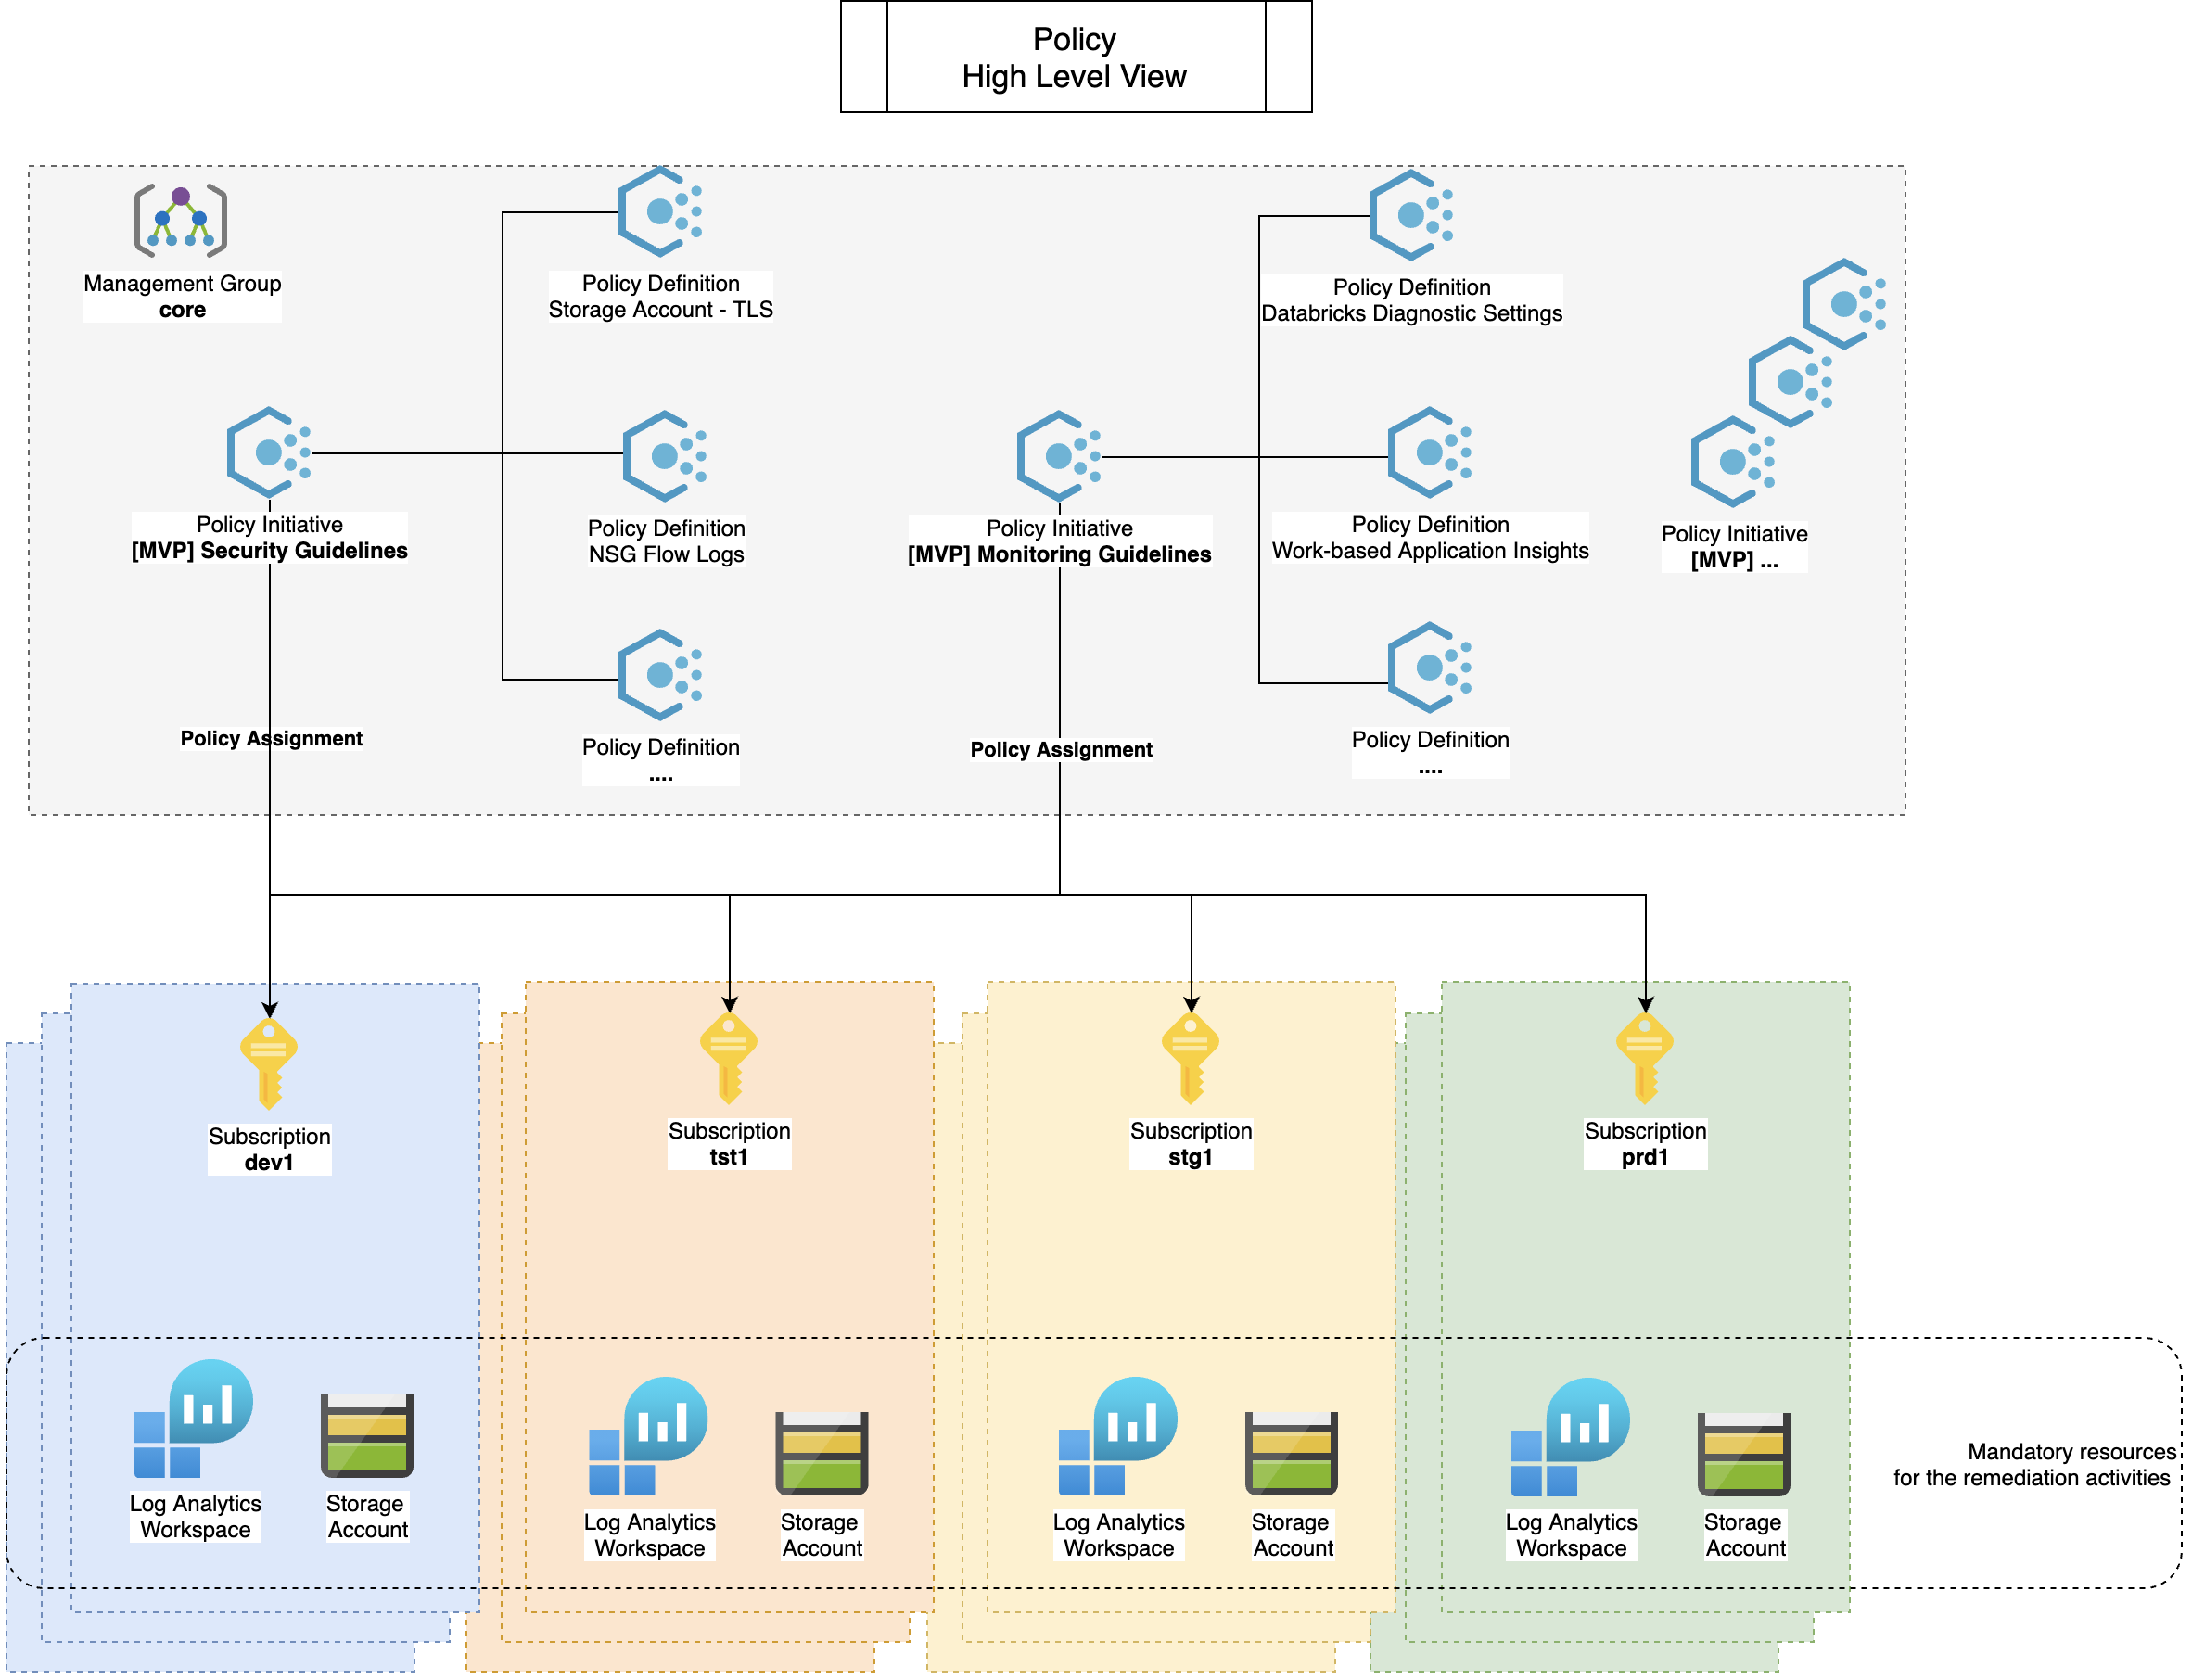 Policy
High Level View
Management Group
core
Policy Definition
Storage Account - TLS
Policy Definition
Databricks Diagnostic Settings
Policy Initiative
[MVP] Security Guidelines
Policy Definition
NSG Flow Logs
Policy Initiative
[MVP] Monitoring Guidelines
Policy Definition
Work-based Application Insights
Policy Initiative
[MVP] ...
Policy Assignment
Policy Definition
....
Policy Assignment
Policy Definition
....
Subscription
dev1
Subscription
tst1
Subscription
stg1
Subscription
prd1
Log Analytics
Workspace
Storage
Account
Log Analytics
Workspace
Storage
Account
Log Analytics
Workspace
Storage
Account
Log Analytics
Workspace
Storage
Account
Mandatory resources
for the remediation activities